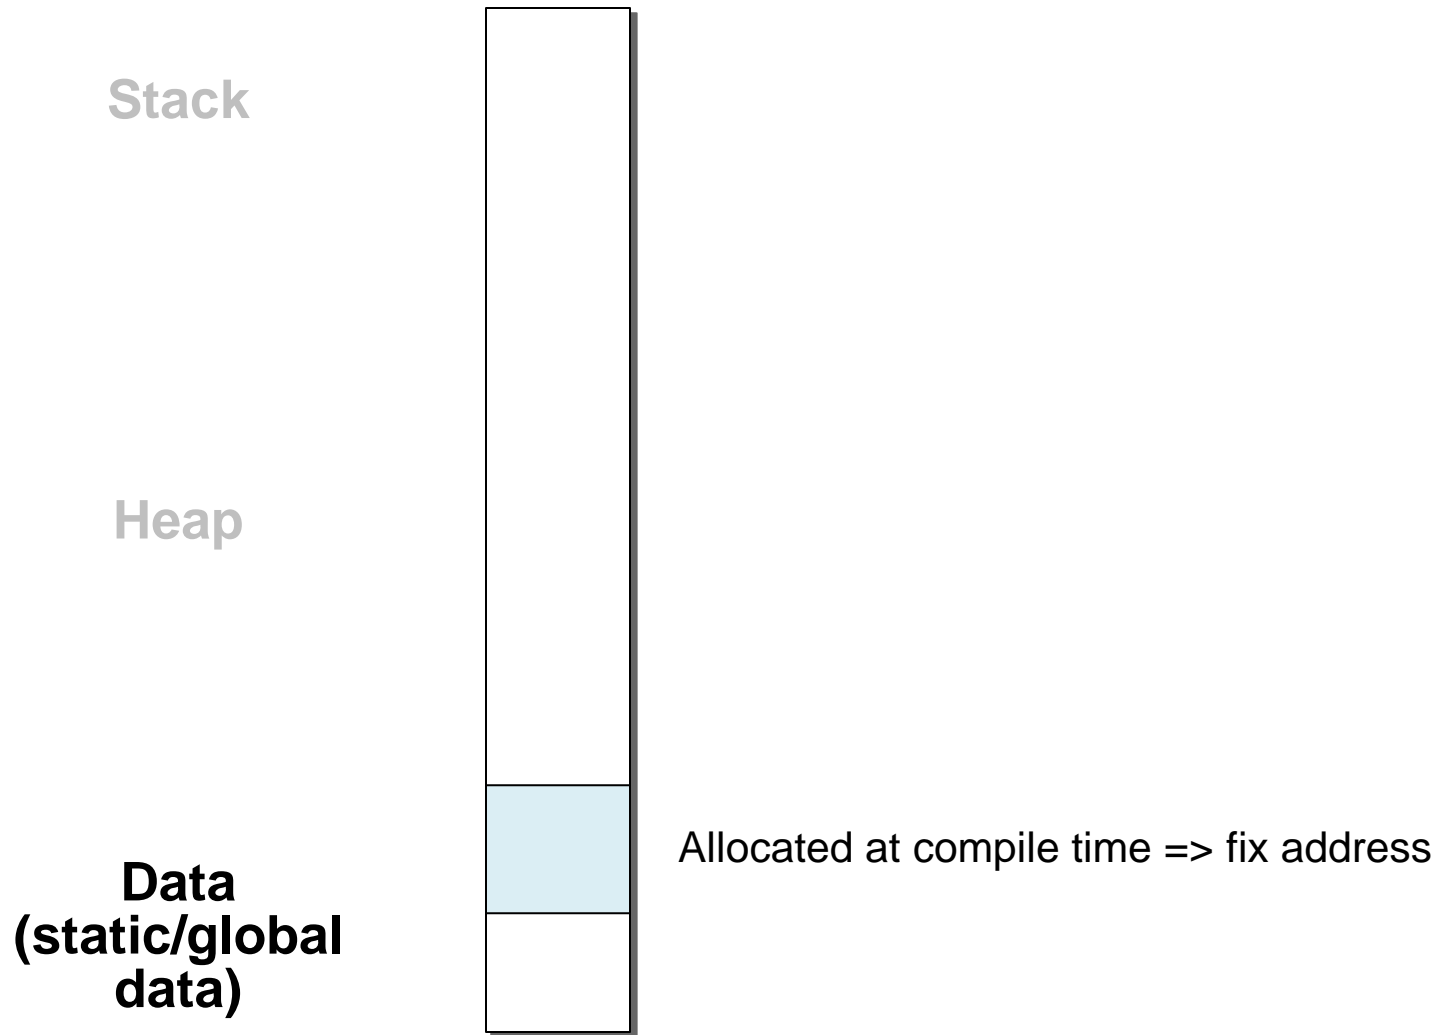 Stack
Heap
Allocated at compile time => fix address
Data
(static/global
data)